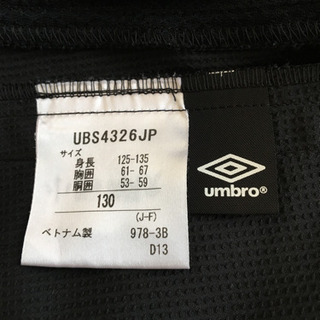 UBS4326JP
サイズ
身長 125-135
胸囲 61- 67
胴囲 53- 59
130
(J-F)
ベトナム製 978-3B
D13
umbro®